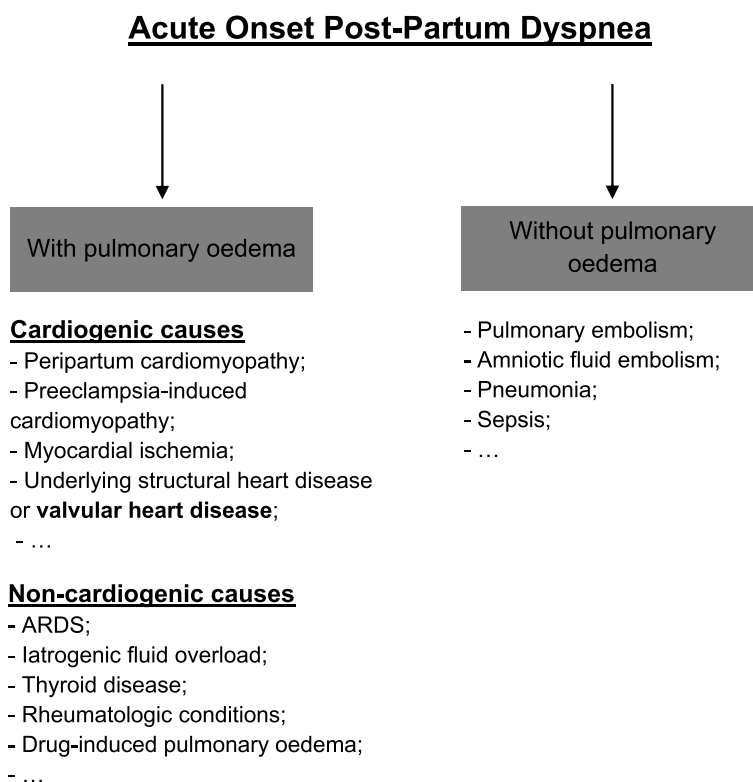 Acute Onset Post-Partum Dyspnea
With pulmonary oedema
Cardiogenic causes
- Peripartum cardiomyopathy;
- Preeclampsia-induced
cardiomyopathy;
- Myocardial ischemia;
- Underlying structural heart disease
or valvular heart disease;
- …
Non-cardiogenic causes
- ARDS;
- Iatrogenic fluid overload;
- Thyroid disease;
- Rheumatologic conditions;
- Drug-induced pulmonary oedema;
- …
Without pulmonary
oedema
- Pulmonary embolism;
- Amniotic fluid embolism;
- Pneumonia;
- Sepsis;
- …